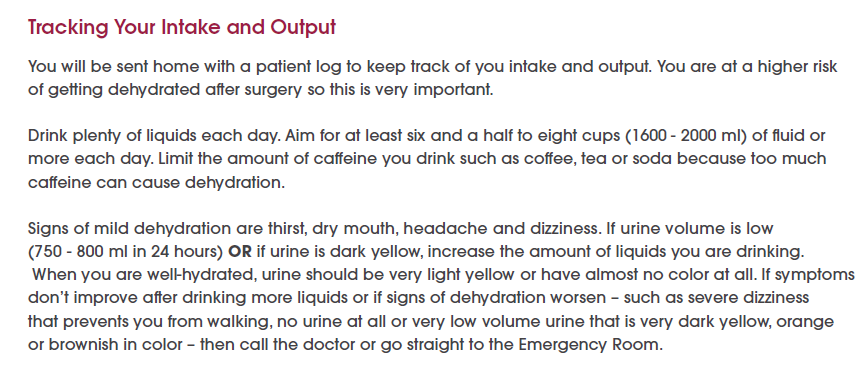 Tracking Your Intake and Output
You will be sent home with a patient log to keep track of you intake and output. You are at a higher risk
of getting dehydrated after surgery so this is very important.
Drink plenty of liquids each day. Aim for at least six and a half to eight cups (1600 - 2000 ml) of fluid or
more each day. Limit the amount of caffeine you drink such as coffee, tea or soda because too much
caffeine can cause dehydration.
Signs of mild dehydration are thirst, dry mouth, headache and dizziness. If urine volume is low
(750 - 800 ml in 24 hours) OR if urine is dark yellow, increase the amount of liquids you are drinking.
When you are well-hydrated, urine should be very light yellow or have almost no color at all. If symptoms
don’t improve after drinking more liquids or if signs of dehydration worsen – such as severe dizziness
that prevents you from walking, no urine at all or very low volume urine that is very dark yellow, orange
or brownish in color – then call the doctor or go straight to the Emergency Room.